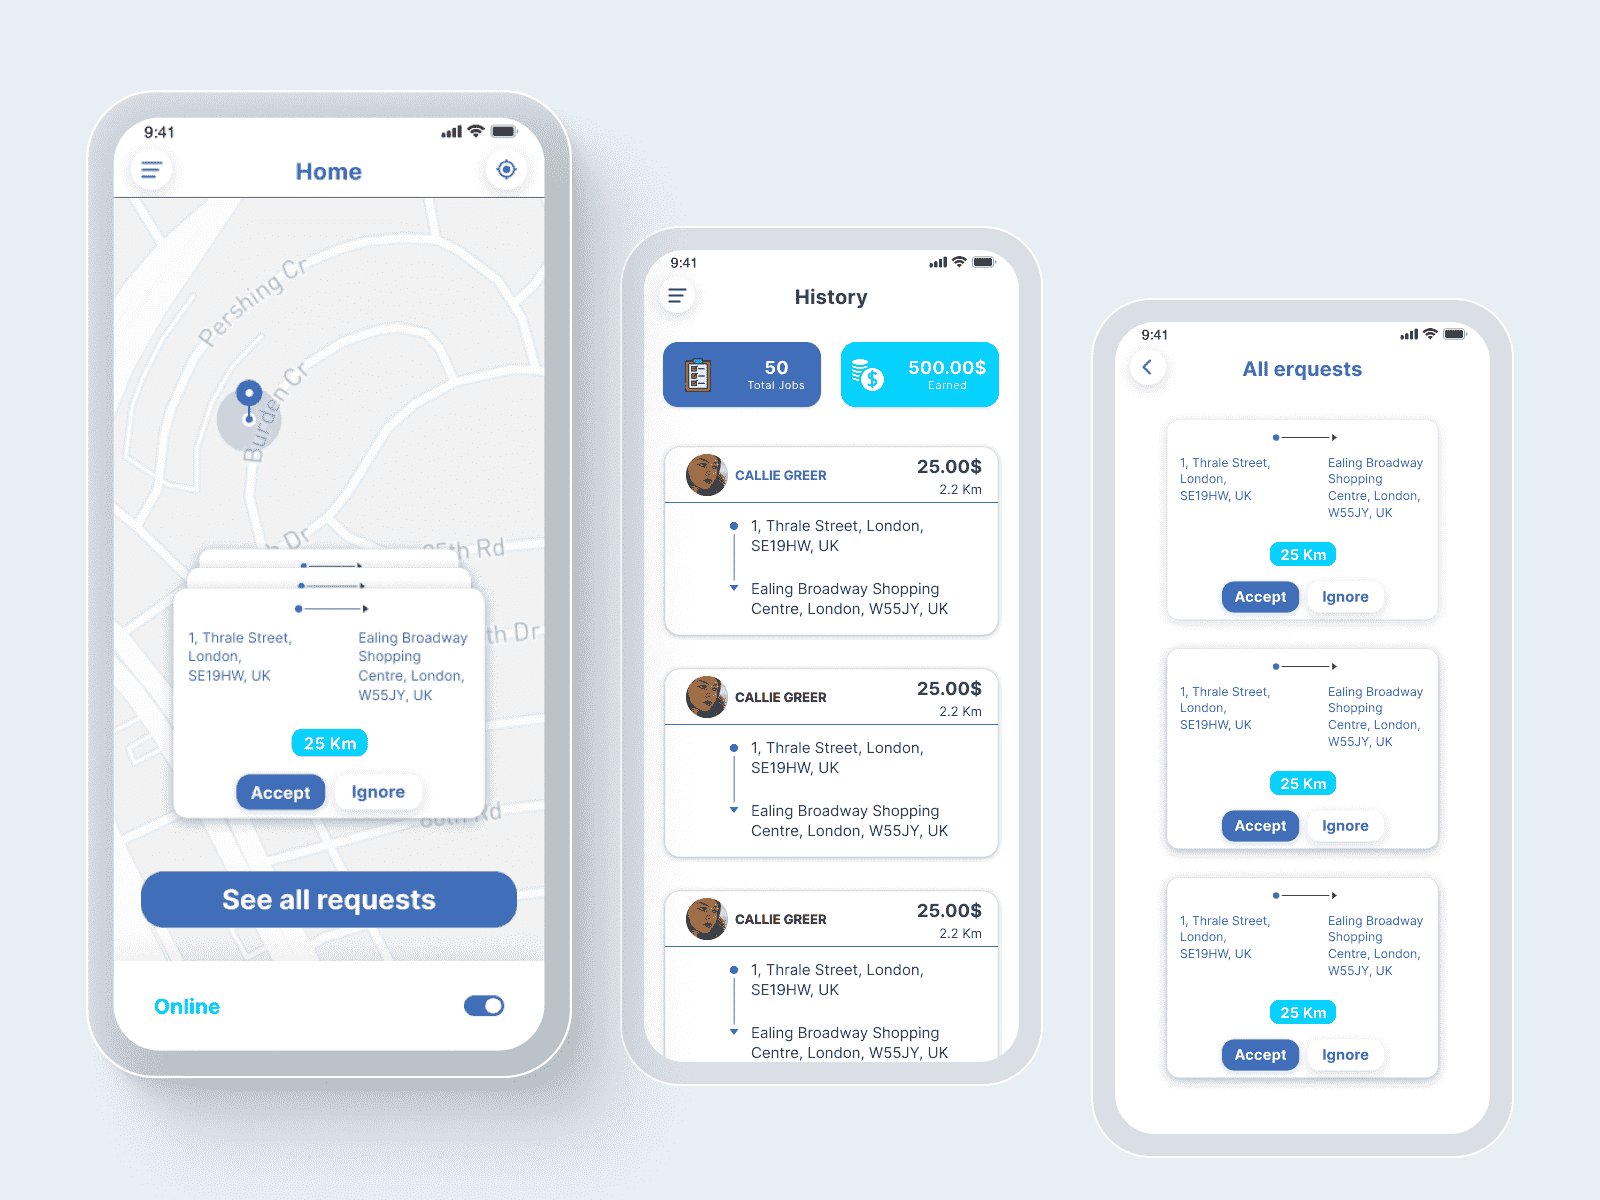 9:41
Home
Pershing Cr
Burden Cr
Dr
th Rd
th Dr
Rd
1, Thrale Street,
London,
SE19HW, UK
Ealing Broadway
Shopping
Centre, London,
W55JY, UK
25 Km
Accept
Ignore
See all requests
Online
9:41
History
50
Total Jobs
500.00$
Earned
CALLIE GREER
25.00$
2.2 Km
1, Thrale Street, London,
SE19HW, UK
Ealing Broadway Shopping
Centre, London, W55JY, UK
CALLIE GREER
25.00$
2.2 Km
1, Thrale Street, London,
SE19HW, UK
Ealing Broadway Shopping
Centre, London, W55JY, UK
CALLIE GREER
25.00$
2.2 Km
1, Thrale Street, London,
SE19HW, UK
Ealing Broadway Shopping
Centre, London, W55JY, UK
9:41
All erquests
1, Thrale Street,
London,
SE19HW, UK
Ealing Broadway
Shopping
Centre, London,
W55JY, UK
25 Km
Accept
Ignore
1, Thrale Street,
London,
SE19HW, UK
Ealing Broadway
Shopping
Centre, London,
W55JY, UK
25 Km
Accept
Ignore
1, Thrale Street,
London,
SE19HW, UK
Ealing Broadway
Shopping
Centre, London,
W55JY, UK
25 Km
Accept
Ignore